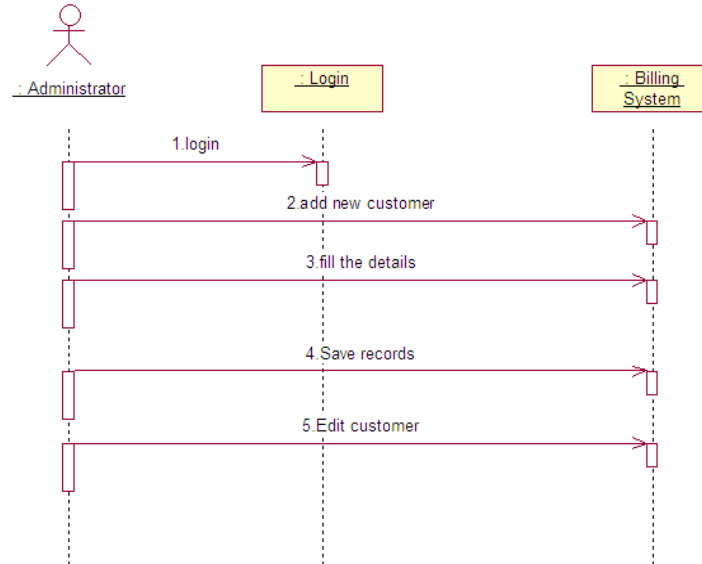 : Administrator
: Login
: Billing
System
1.login
2.add new customer
3.fill the details
4.Save records
5.Edit customer